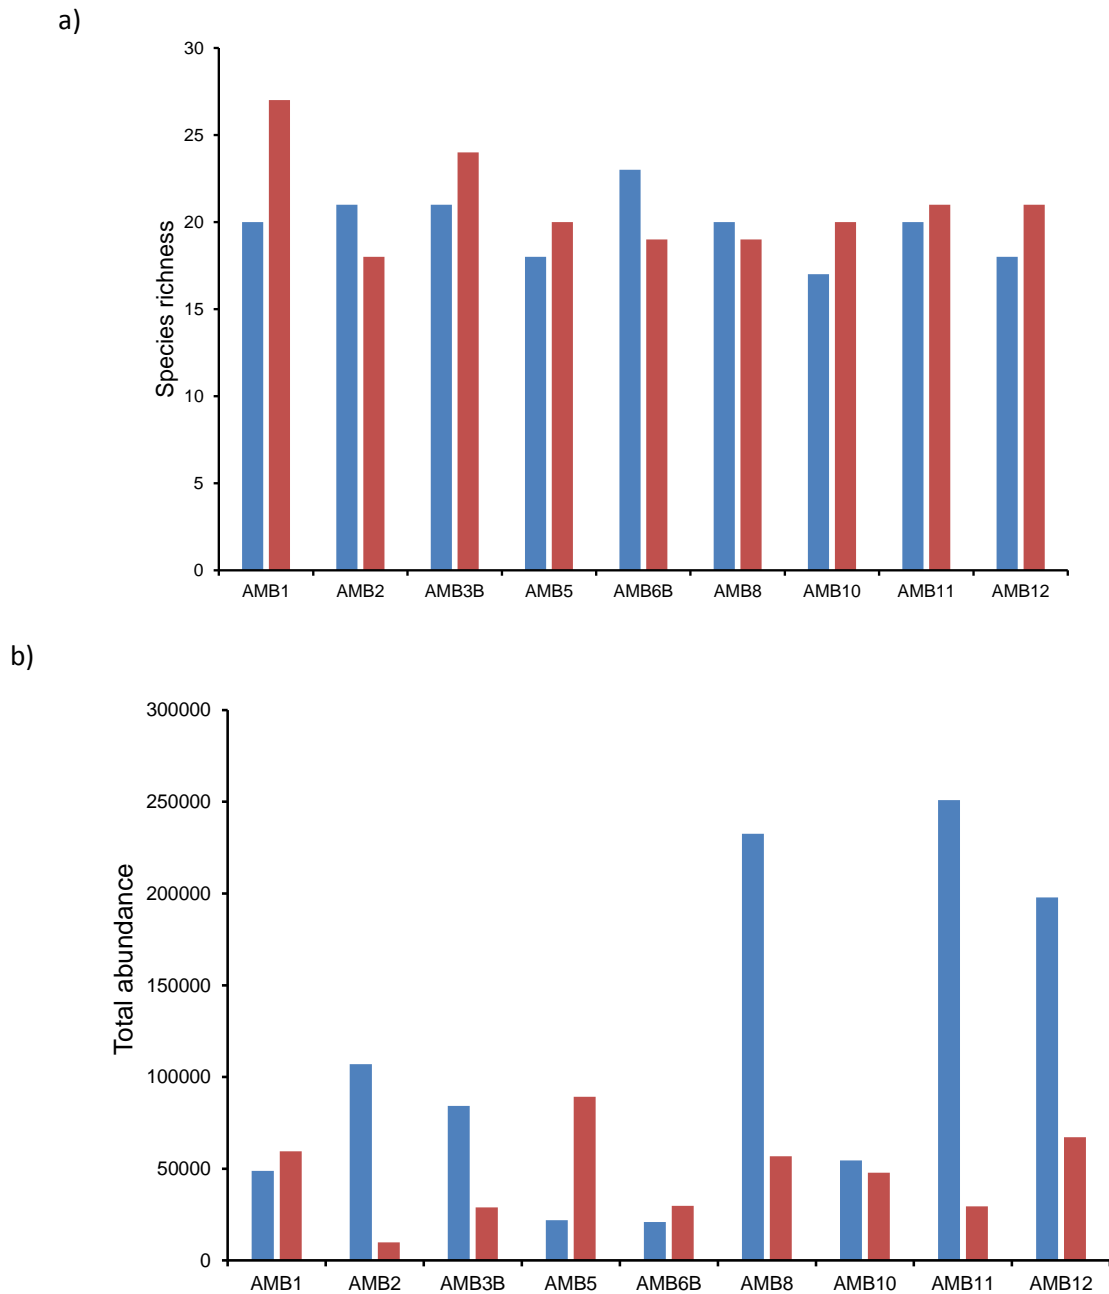 a)
30
25
20
15
10
5
0
Species richness
AMB1 AMB2 AMB3B AMB5 AMB6B AMB8 AMB10 AMB11 AMB12
b)
300000
250000
200000
150000
100000
50000
0
Total abundance
AMB1 AMB2 AMB3B AMB5 AMB6B AMB8 AMB10 AMB11 AMB12